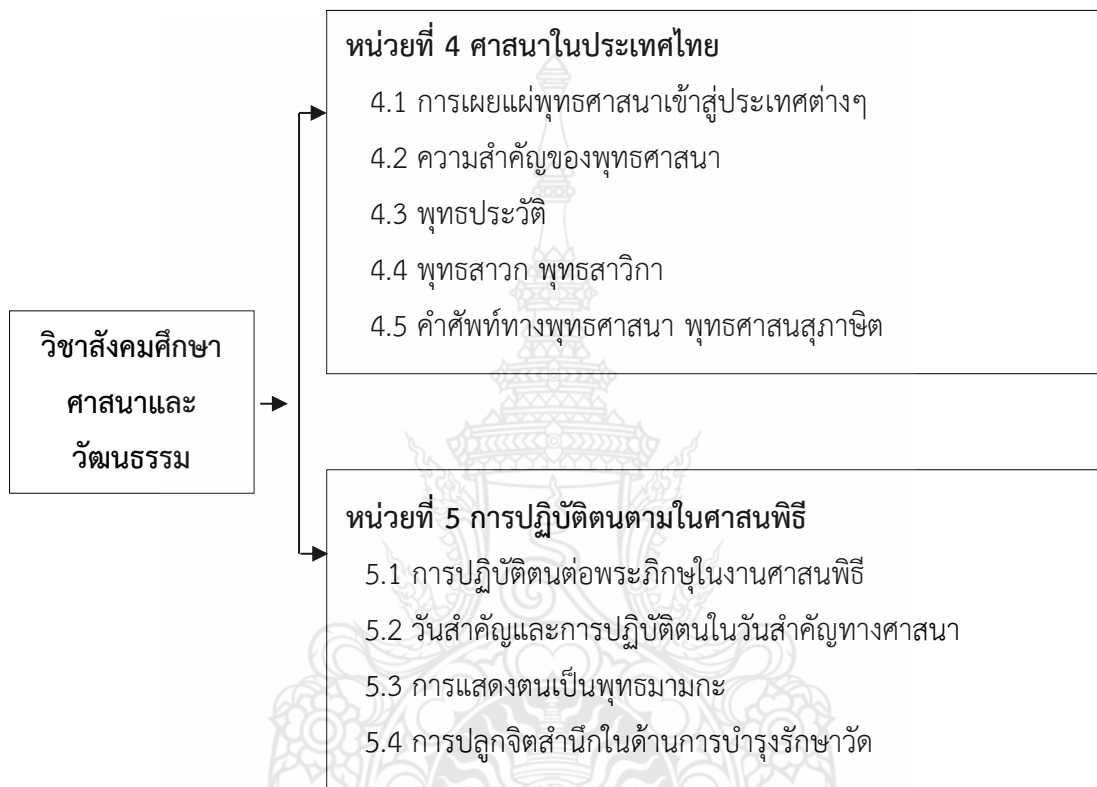 หน่วยที่ 4 ศาสนาในประเทศไทย
4.1 การเผยแผ่พุทธศาสนาเข้าสู่ประเทศต่างๆ
4.2 ความสำคัญของพุทธศาสนา
4.3 พุทธประวัติ
4.4 พุทธสาวก พุทธสาวิกา
4.5 คำศัพท์ทางพุทธศาสนา พุทธศาสนสุภาษิต
วิชาสังคมศึกษา
ศาสนาและ
วัฒนธรรม
หน่วยที่ 5 การปฏิบัติตนตามในศาสนพิธี
5.1 การปฏิบัติตนต่อพระภิกษุในงานศาสนพิธี
5.2 วันสำคัญและการปฏิบัติตนในวันสำคัญทางศาสนา
5.3 การแสดงตนเป็นพุทธมามกะ
5.4 การปลูกจิตสำนึกในด้านการบำรุงรักษาวัด